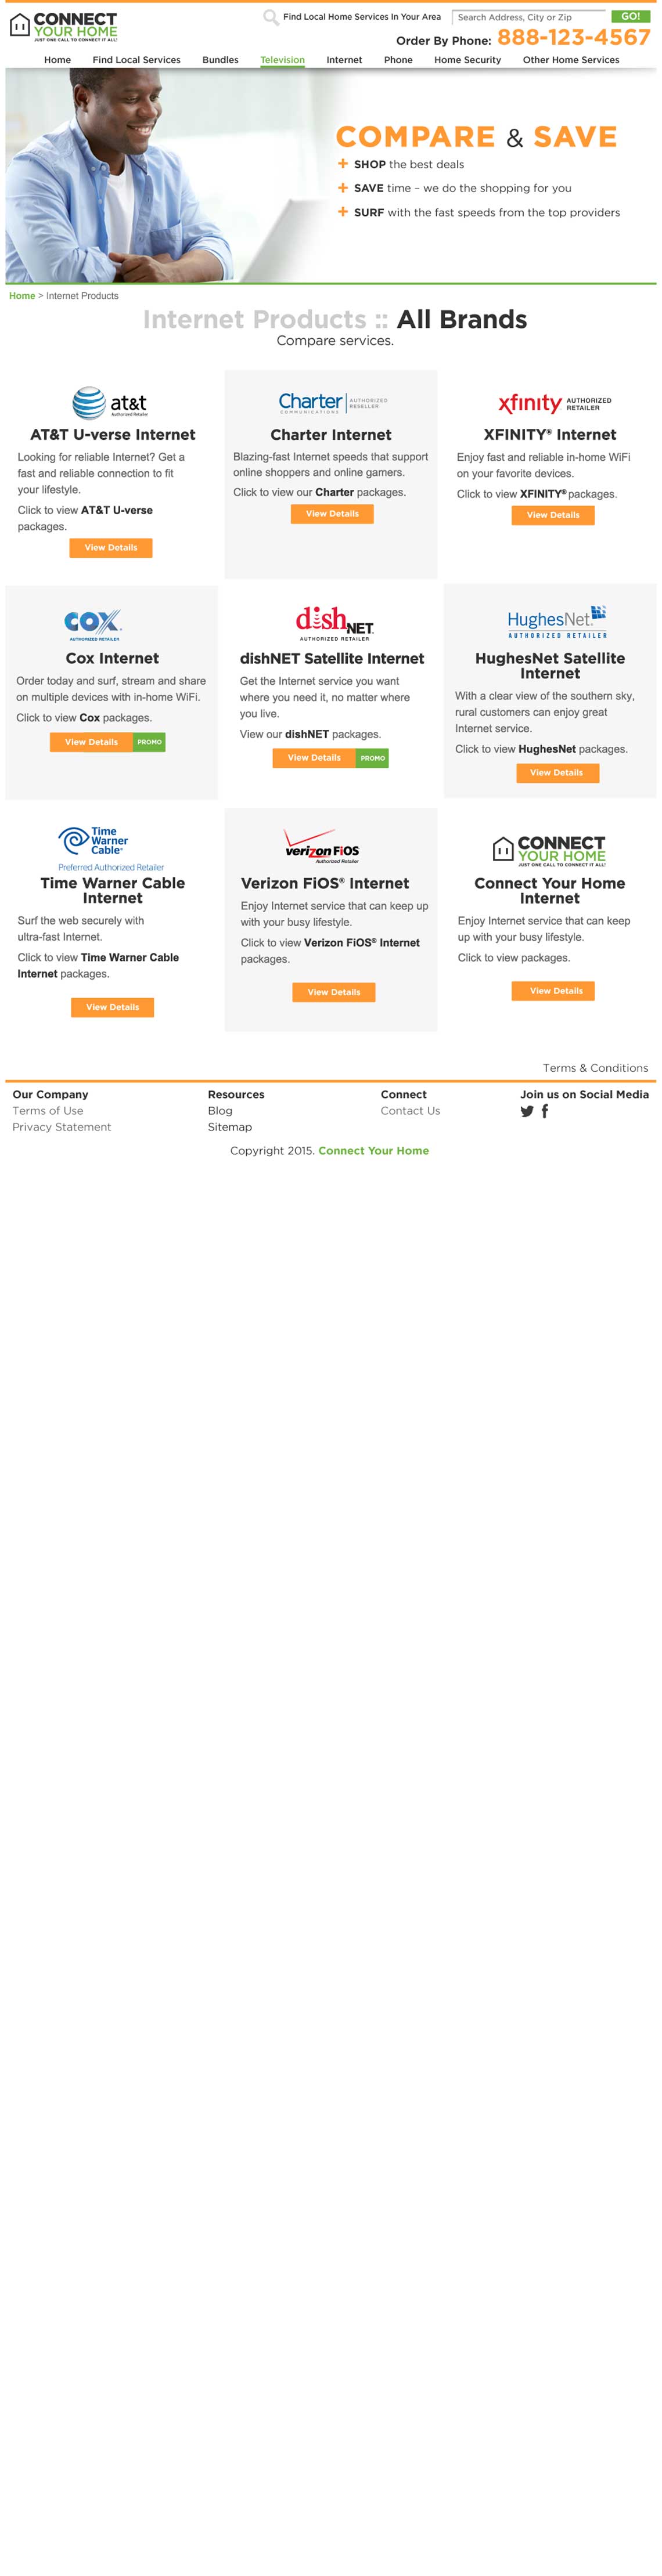 CONNECT
YOUR HOME
JUST ONE CALL TO CONNECT IT ALL!
Find Local Home Services In Your Area
Search Address, City or Zip
GO!
Order By Phone: 888-123-4567
Home Find Local Services Bundles Television Internet Phone Home Security Other Home Services
COMPARE & SAVE
+ SHOP the best deals
+ SAVE time – we do the shopping for you
+ SURF with the fast speeds from the top providers
Home > Internet Products
Internet Products :: All Brands
Compare services.
at&t
Authorized Retailer
AT&T U-verse Internet
Looking for reliable Internet? Get a
fast and reliable connection to fit
your lifestyle.
Click to view AT&T U-verse
packages.
View Details
Charter
COMMUNICATIONS
AUTHORIZED
RESELLER
Charter Internet
Blazing-fast Internet speeds that support
online shoppers and online gamers.
Click to view our Charter packages.
View Details
xfinity
AUTHORIZED
RETAILER
XFINITY® Internet
Enjoy fast and reliable in-home WiFi
on your favorite devices.
Click to view XFINITY® packages.
View Details
COX
AUTHORIZED RETAILER
Cox Internet
Order today and surf, stream and share
on multiple devices with in-home WiFi.
Click to view Cox packages.
View Details PROMO
dishNET
AUTHORIZED RETAILER
dishNET Satellite Internet
Get the Internet service you want
where you need it, no matter where
you live.
View our dishNET packages.
View Details PROMO
HughesNet
AUTHORIZED RETAILER
HughesNet Satellite
Internet
With a clear view of the southern sky,
rural customers can enjoy great
Internet service.
Click to view HughesNet packages.
View Details
Time
Warner
Cable
Preferred Authorized Retailer
Time Warner Cable
Internet
Surf the web securely with
ultra-fast Internet.
Click to view Time Warner Cable
Internet packages.
View Details
verizon FiOS
Authorized Retailer
Verizon FiOS® Internet
Enjoy Internet service that can keep up
with your busy lifestyle.
Click to view Verizon FiOS® Internet
packages.
View Details
CONNECT
YOUR HOME
JUST ONE CALL TO CONNECT IT ALL!
Connect Your Home
Internet
Enjoy Internet service that can keep
up with your busy lifestyle.
Click to view packages.
View Details
Terms & Conditions
Our Company
Terms of Use
Privacy Statement
Resources
Blog
Sitemap
Connect
Contact Us
Join us on Social Media
Copyright 2015. Connect Your Home